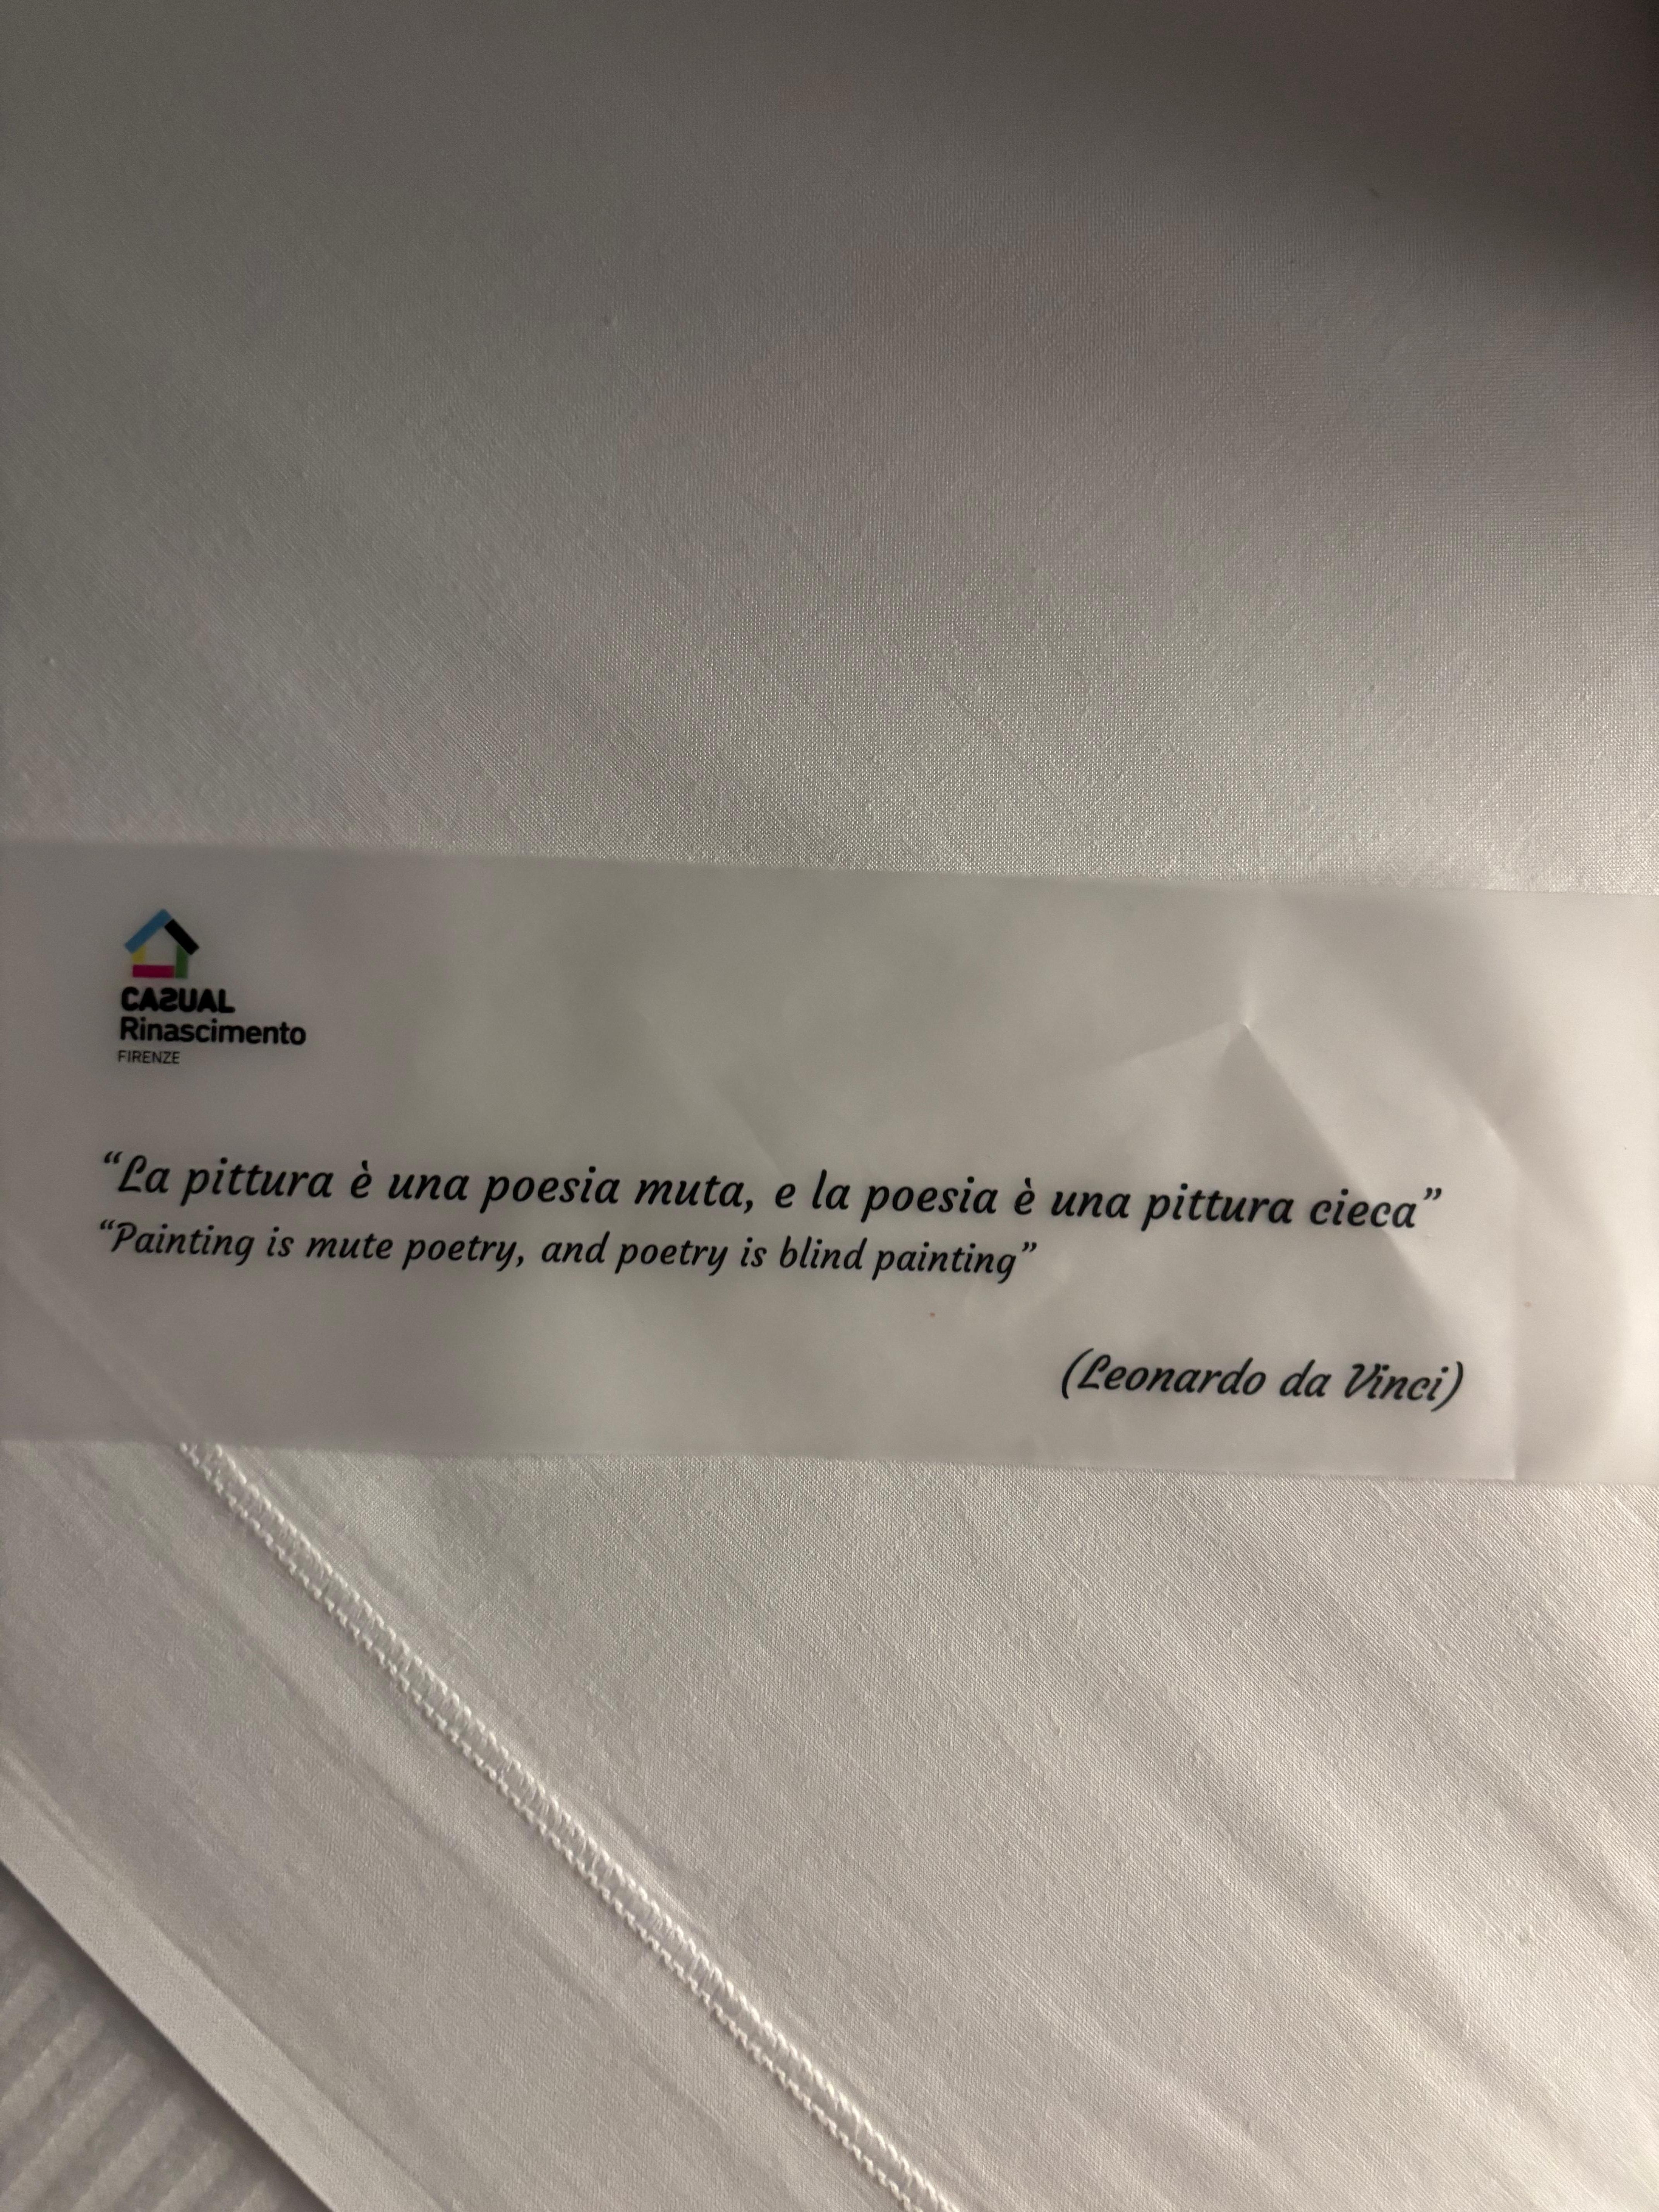 CASUAL
Rinascimento
FIRENZE
“La pittura è una poesia muta, e la poesia è una pittura cieca”
“Painting is mute poetry, and poetry is blind painting”
(Leonardo da Vinci)